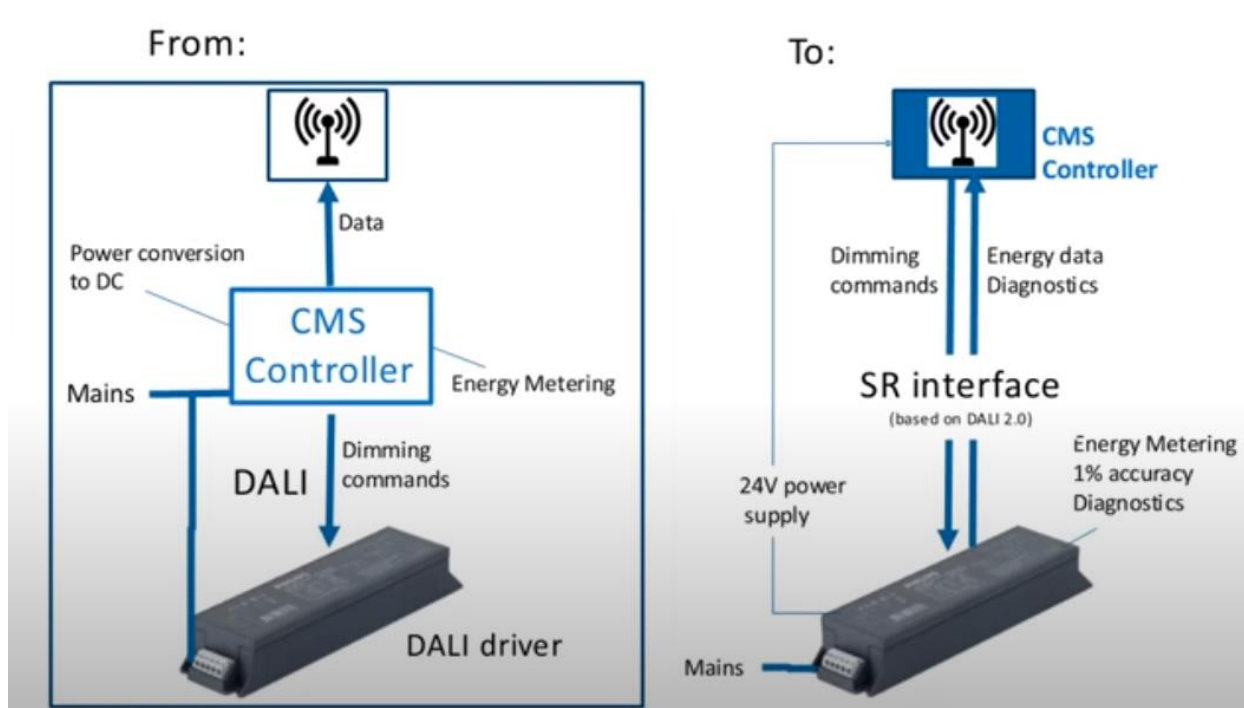 From:
Data
Power conversion
to DC
CMS
Controller
Mains
Energy Metering
Dimming
commands
DALI
DALI driver
To:
CMS
Controller
Dimming
commands
Energy data
Diagnostics
SR interface
(based on DALI 2.0)
Energy Metering
1% accuracy
Diagnostics
24V power
supply
Mains